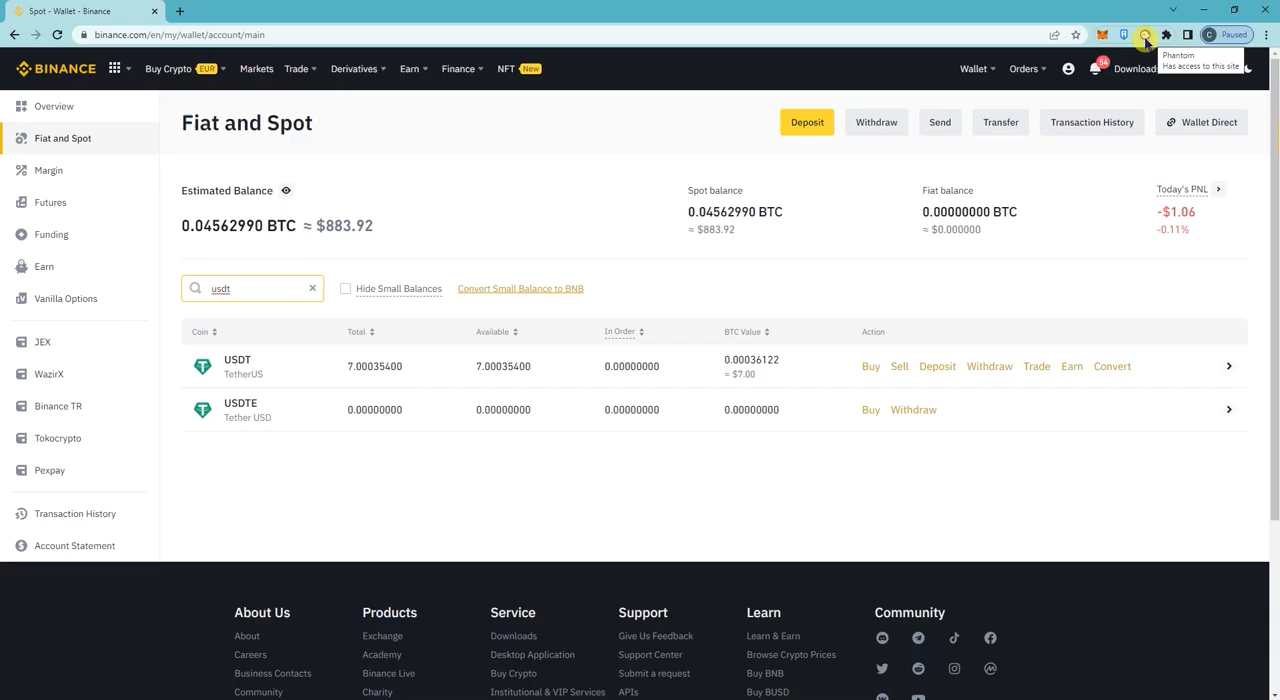 Spot - Wallet - Binance
binance.com/en/my/wallet/account/main
C Paused
Phantom
Has access to this site
BINANCE Buy Crypto EUR Markets Trade Derivatives Earn Finance NFT New Wallet Orders 54
Overview
Fiat and Spot
Margin
Futures
Funding
Earn
Vanilla Options
JEX
WazirX
Binance TR
Tokocrypto
Pexpay
Transaction History
Account Statement
Fiat and Spot
Deposit Withdraw Send Transfer Transaction History Wallet Direct
Estimated Balance
0.04562990 BTC ≈ $883.92
Spot balance
0.04562990 BTC
≈ $883.92
Fiat balance
0.00000000 BTC
≈ $0.000000
Today's PNL
-$1.06
-0.11%
usdt Hide Small Balances Convert Small Balance to BNB
Coin Total Available In Order BTC Value Action
USDT
TetherUS
7.00035400 7.00035400 0.00000000
0.00036122
≈ $7.00
Buy Sell Deposit Withdraw Trade Earn Convert
USDTE
Tether USD
0.00000000 0.00000000 0.00000000 0.00000000 Buy Withdraw
About Us
About
Careers
Business Contacts
Community
Products
Exchange
Academy
Binance Live
Charity
Service
Downloads
Desktop Application
Buy Crypto
Institutional & VIP Services
Support
Give Us Feedback
Support Center
Submit a request
APIs
Learn
Learn & Earn
Browse Crypto Prices
Buy BNB
Buy BUSD
Community